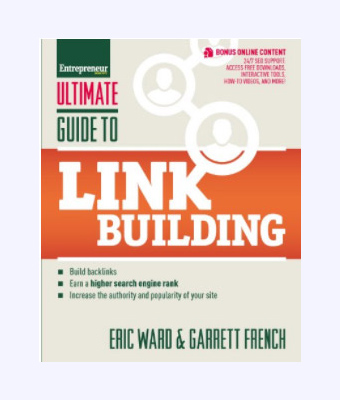 Entrepreneur
BONUS ONLINE CONTENT
24/7 SEO SUPPORT,
ACCESS FREE DOWNLOADS,
INTERACTIVE TOOLS,
HOW-TO VIDEOS, AND MORE!
ULTIMATE
GUIDE TO
LINK
BUILDING
Build backlinks
Earn a higher search engine rank
Increase the authority and popularity of your site
ERIC WARD & GARRETT FRENCH